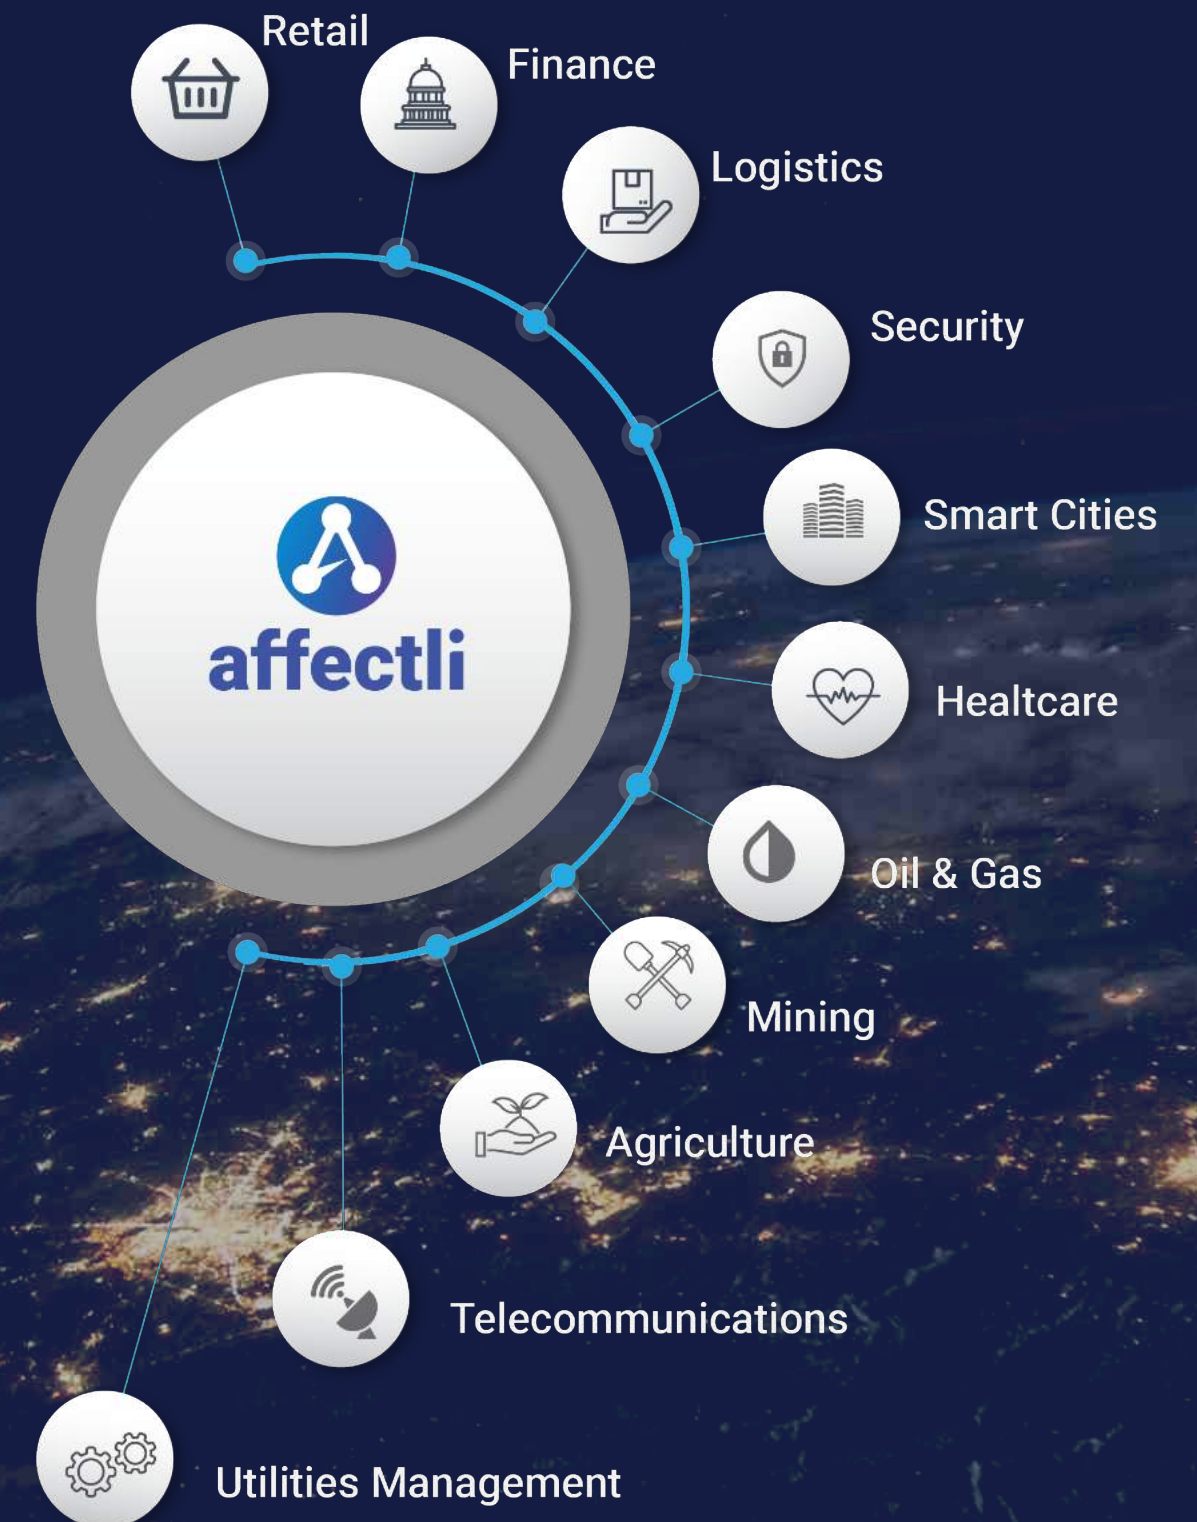 Retail
Finance
Logistics
Security
Smart Cities
affectli
Healtcare
Oil & Gas
Mining
Agriculture
Telecommunications
Utilities Management